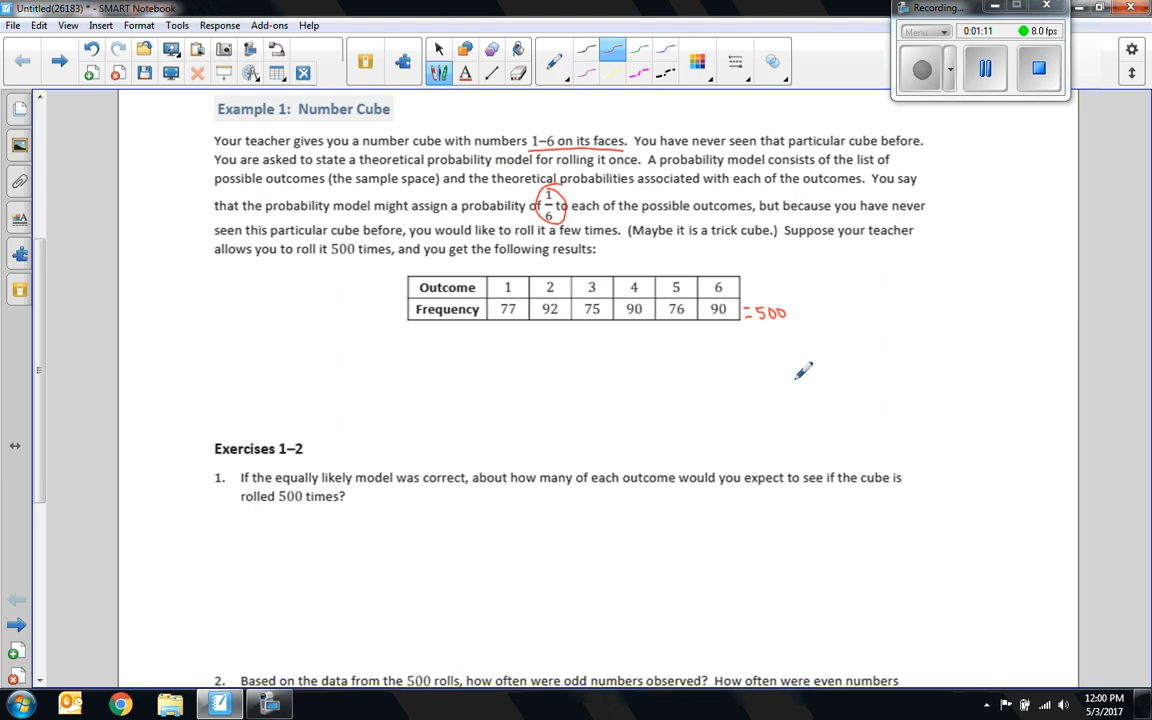 Untitled(26183) * - SMART Notebook
Recording...
File Edit View Insert Format Tools Response Add-ons Help
Menu 0:01:11 8.0 fps
Example 1: Number Cube
Your teacher gives you a number cube with numbers 1–6 on its faces. You have never seen that particular cube before.
You are asked to state a theoretical probability model for rolling it once. A probability model consists of the list of
possible outcomes (the sample space) and the theoretical probabilities associated with each of the outcomes. You say
that the probability model might assign a probability of 1/6 to each of the possible outcomes, but because you have never
seen this particular cube before, you would like to roll it a few times. (Maybe it is a trick cube.) Suppose your teacher
allows you to roll it 500 times, and you get the following results:
Outcome 1 2 3 4 5 6
Frequency 77 92 75 90 76 90 =500
Exercises 1–2
1. If the equally likely model was correct, about how many of each outcome would you expect to see if the cube is
rolled 500 times?
2. Based on the data from the 500 rolls, how often were odd numbers observed? How often were even numbers
12:00 PM
5/3/2017